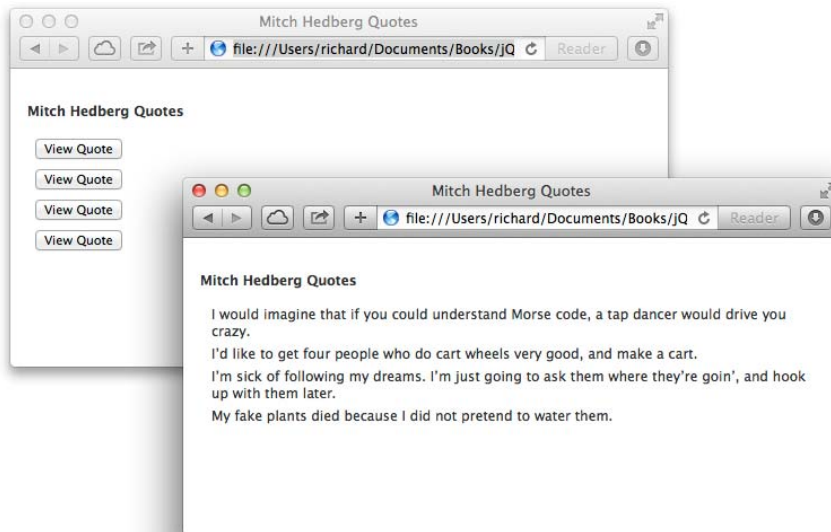 Mitch Hedberg Quotes
file:///Users/richard/Documents/Books/jQ
Reader
Mitch Hedberg Quotes
View Quote
View Quote
View Quote
View Quote
Mitch Hedberg Quotes
file:///Users/richard/Documents/Books/jQ
Reader
Mitch Hedberg Quotes
I would imagine that if you could understand Morse code, a tap dancer would drive you
crazy.
I'd like to get four people who do cart wheels very good, and make a cart.
I'm sick of following my dreams. I'm just going to ask them where they're goin', and hook
up with them later.
My fake plants died because I did not pretend to water them.